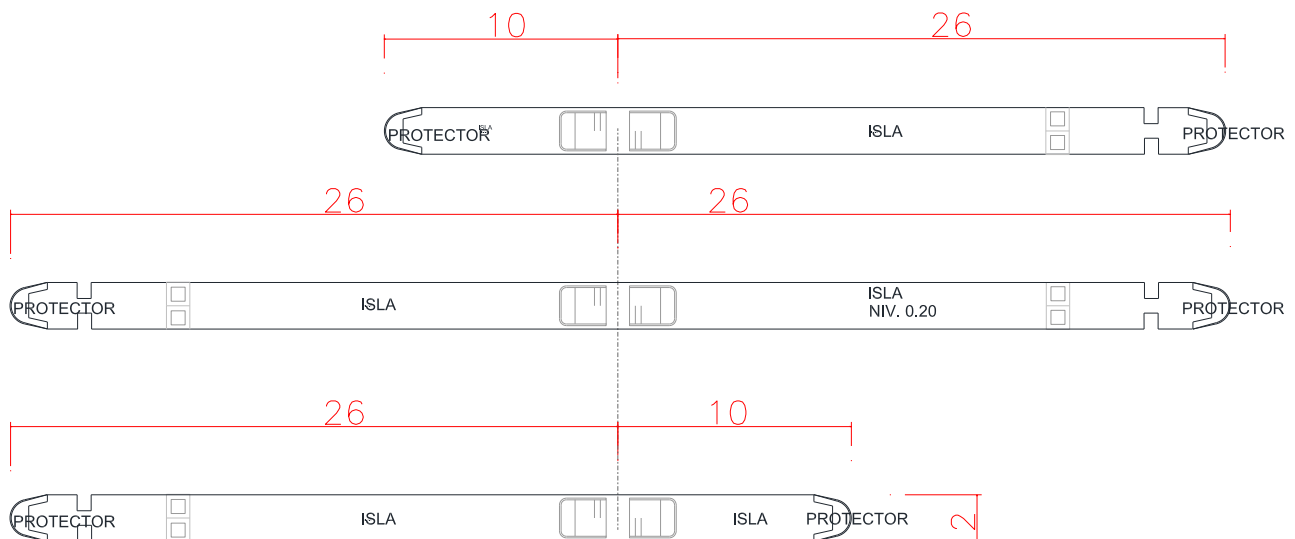 10
26
PROTECTOR
ISLA
ISLA
PROTECTOR
26
26
PROTECTOR
ISLA
ISLA
NIV. 0.20
PROTECTOR
26
10
PROTECTOR
ISLA
ISLA
PROTECTOR
2